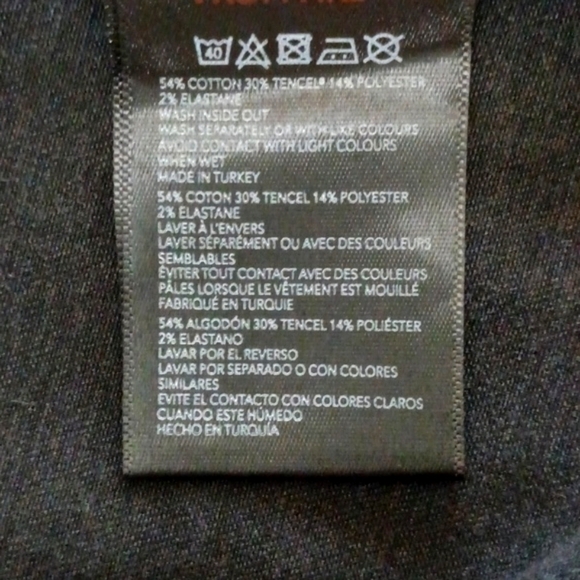 40
54% COTTON 30% TENCEL® 14% POLYESTER
2% ELASTANE
WASH INSIDE OUT
WASH SEPARATELY OR WITH LIKE COLOURS
AVOID CONTACT WITH LIGHT COLOURS
WHEN WET
MADE IN TURKEY
54% COTON 30% TENCEL 14% POLYESTER
2% ELASTANE
LAVER À L'ENVERS
LAVER SÉPARÉMENT OU AVEC DES COULEURS
SEMBLABLES
ÉVITER TOUT CONTACT AVEC DES COULEURS
PÂLES LORSQUE LE VÊTEMENT EST MOUILLÉ
FABRIQUÉ EN TURQUIE
54% ALGODÓN 30% TENCEL 14% POLIÉSTER
2% ELASTANO
LAVAR POR EL REVERSO
LAVAR POR SEPARADO O CON COLORES
SIMILARES
EVITE EL CONTACTO CON COLORES CLAROS
CUANDO ESTE HÚMEDO
HECHO EN TURQUÍA